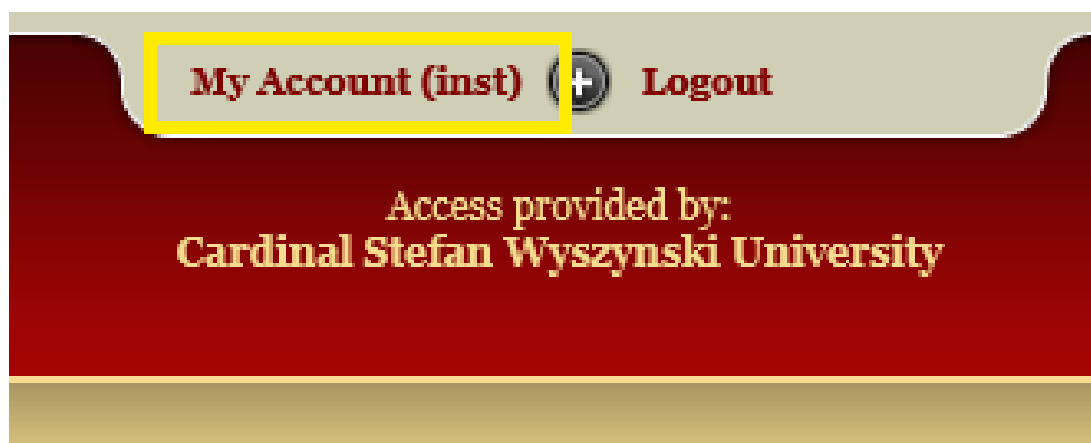 My Account (inst) + Logout
Access provided by:
Cardinal Stefan Wyszynski University